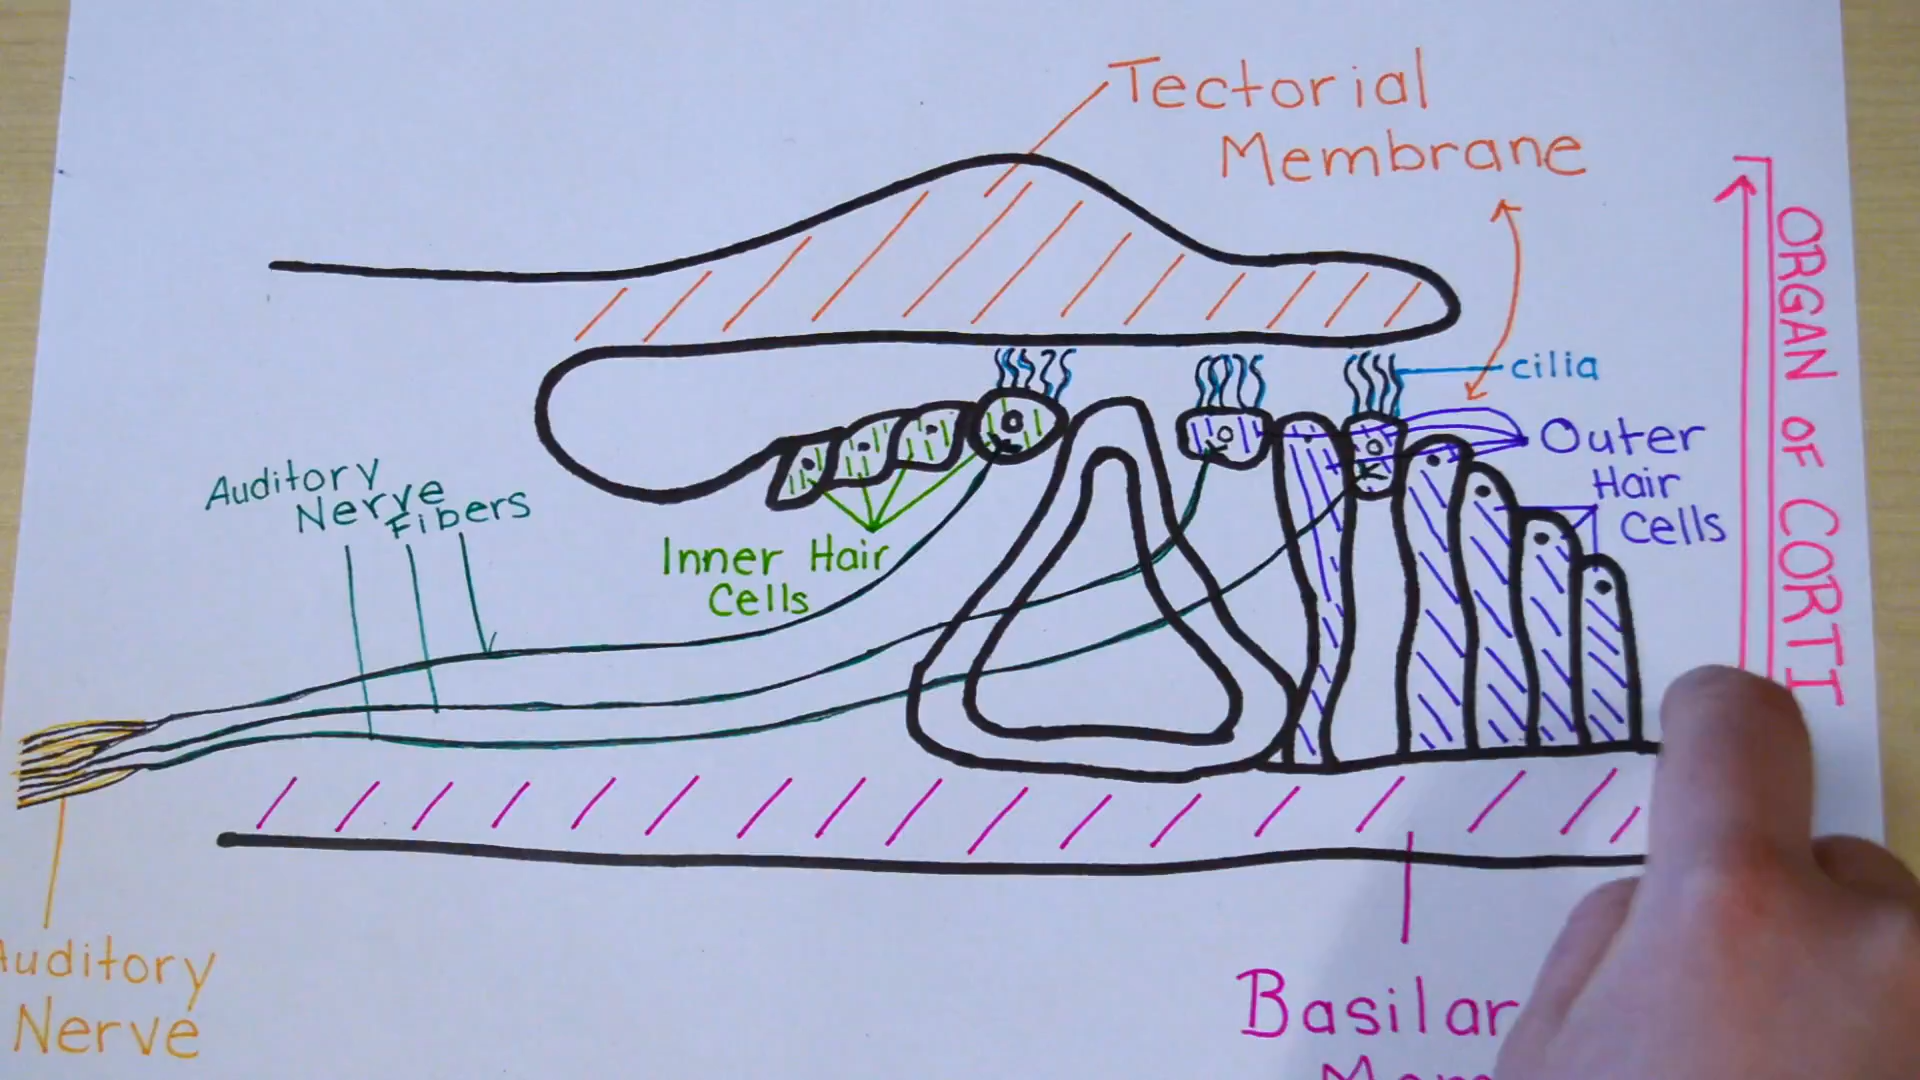 Tectorial
Membrane
ORGAN OF CORTI
cilia
Outer
Hair
Cells
Auditory
Nerve
Fibers
Inner Hair
Cells
Auditory
Nerve
Basilar